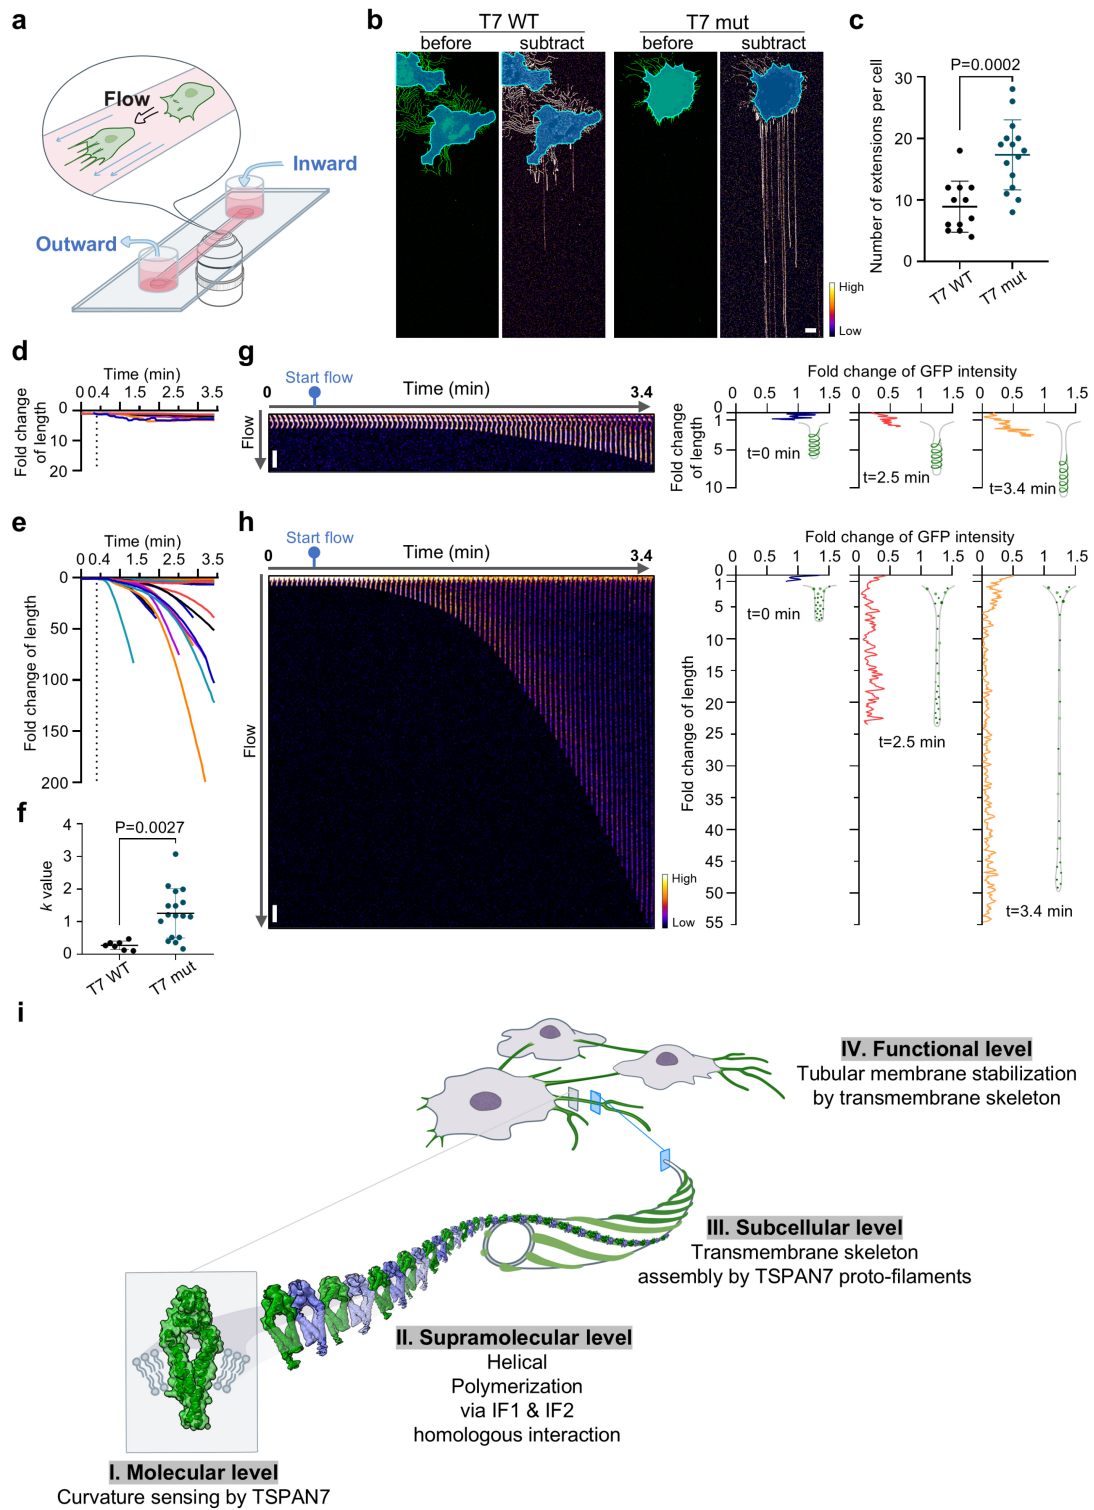 a
Flow
Inward
Outward
b
T7 WT
T7 mut
before
subtract
before
subtract
High
Low
c
P=0.0002
Number of extensions per cell
30
20
10
0
T7 WT
T7 mut
d
Time (min)
0 0.4 1.5 2.5 3.5
Fold change
of length
0
10
20
e
Time (min)
0 0.4 1.5 2.5 3.5
Fold change of length
0
50
100
150
200
f
P=0.0027
k value
4
3
2
1
0
T7 WT
T7 mut
g
Start flow
0
Time (min)
3.4
Flow
Fold change of GFP intensity
0 0.5 1 1.5
0 0.5 1 1.5
0 0.5 1 1.5
Fold change
of length
0
1
5
10
t=0 min
t=2.5 min
t=3.4 min
h
Start flow
0
Time (min)
3.4
Flow
High
Low
Fold change of GFP intensity
0 0.5 1 1.5
0 0.5 1 1.5
0 0.5 1 1.5
Fold change of length
0
1
5
10
15
20
25
30
35
40
45
50
55
t=0 min
t=2.5 min
t=3.4 min
i
IV. Functional level
Tubular membrane stabilization
by transmembrane skeleton
III. Subcellular level
Transmembrane skeleton
assembly by TSPAN7 proto-filaments
II. Supramolecular level
Helical
Polymerization
via IF1 & IF2
homologous interaction
I. Molecular level
Curvature sensing by TSPAN7